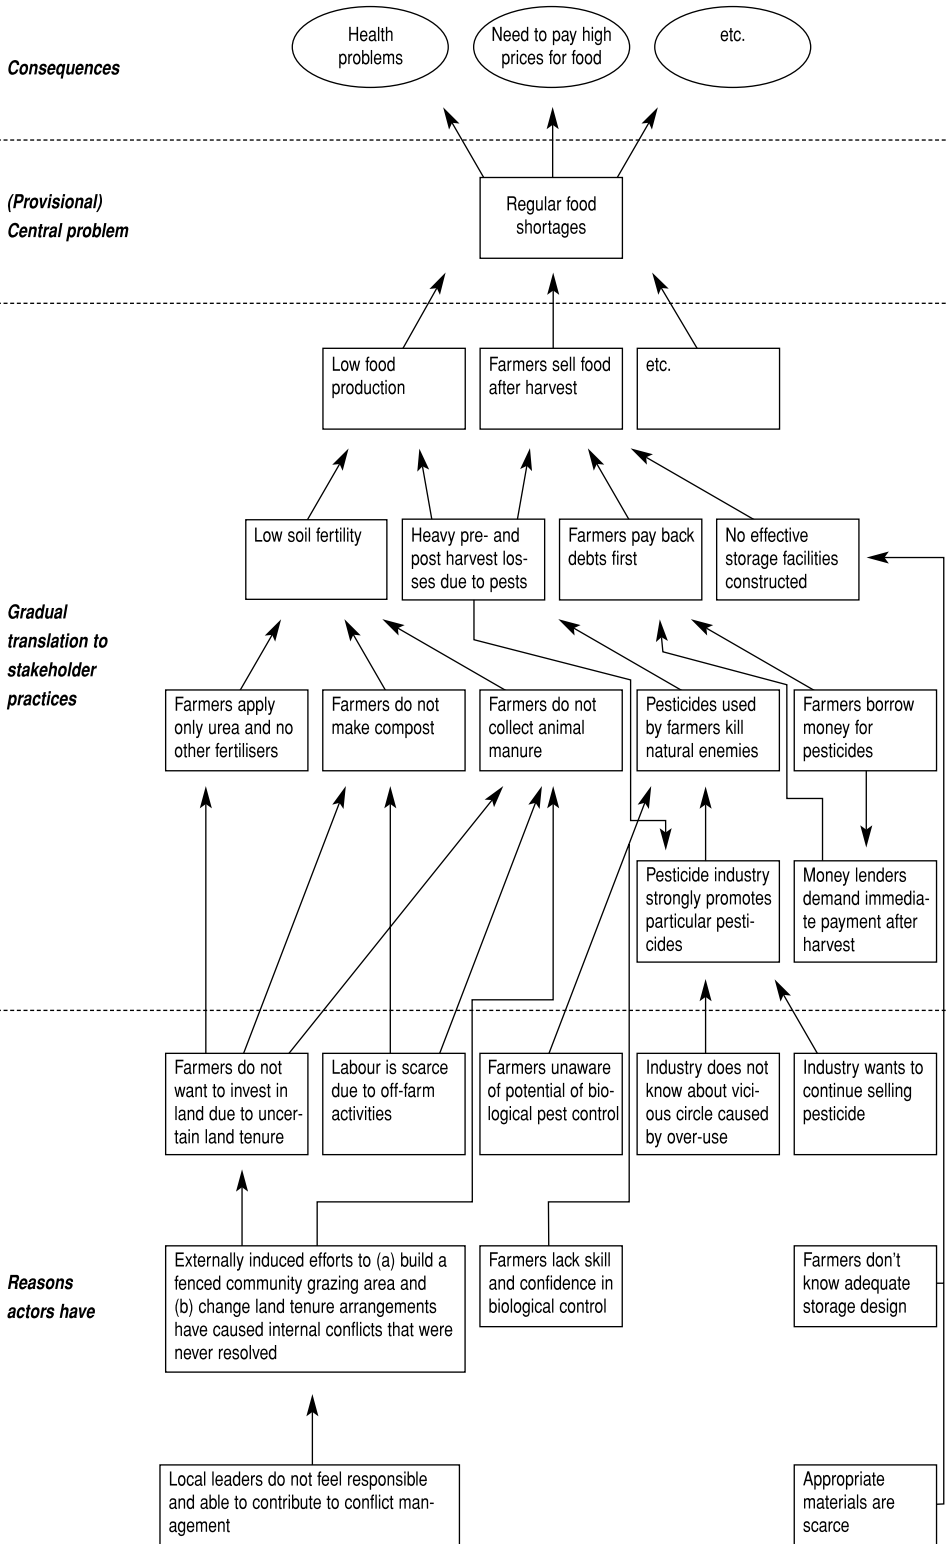 Health
problems
Need to pay high
prices for food
etc.
Consequences
(Provisional)
Central problem
Regular food
shortages
Low food
production
Farmers sell food
after harvest
etc.
Low soil fertility
Heavy pre- and
post harvest los-
ses due to pests
Farmers pay back
debts first
No effective
storage facilities
constructed
Gradual
translation to
stakeholder
practices
Farmers apply
only urea and no
other fertilisers
Farmers do not
make compost
Farmers do not
collect animal
manure
Pesticides used
by farmers kill
natural enemies
Farmers borrow
money for
pesticides
Pesticide industry
strongly promotes
particular pesti-
cides
Money lenders
demand immedia-
te payment after
harvest
Farmers do not
want to invest in
land due to uncer-
tain land tenure
Labour is scarce
due to off-farm
activities
Farmers unaware
of potential of bio-
logical pest control
Industry does not
know about vici-
ous circle caused
by over-use
Industry wants to
continue selling
pesticide
Reasons
actors have
Externally induced efforts to (a) build a
fenced community grazing area and
(b) change land tenure arrangements
have caused internal conflicts that were
never resolved
Farmers lack skill
and confidence in
biological control
Farmers don't
know adequate
storage design
Local leaders do not feel responsible
and able to contribute to conflict man-
agement
Appropriate
materials are
scarce